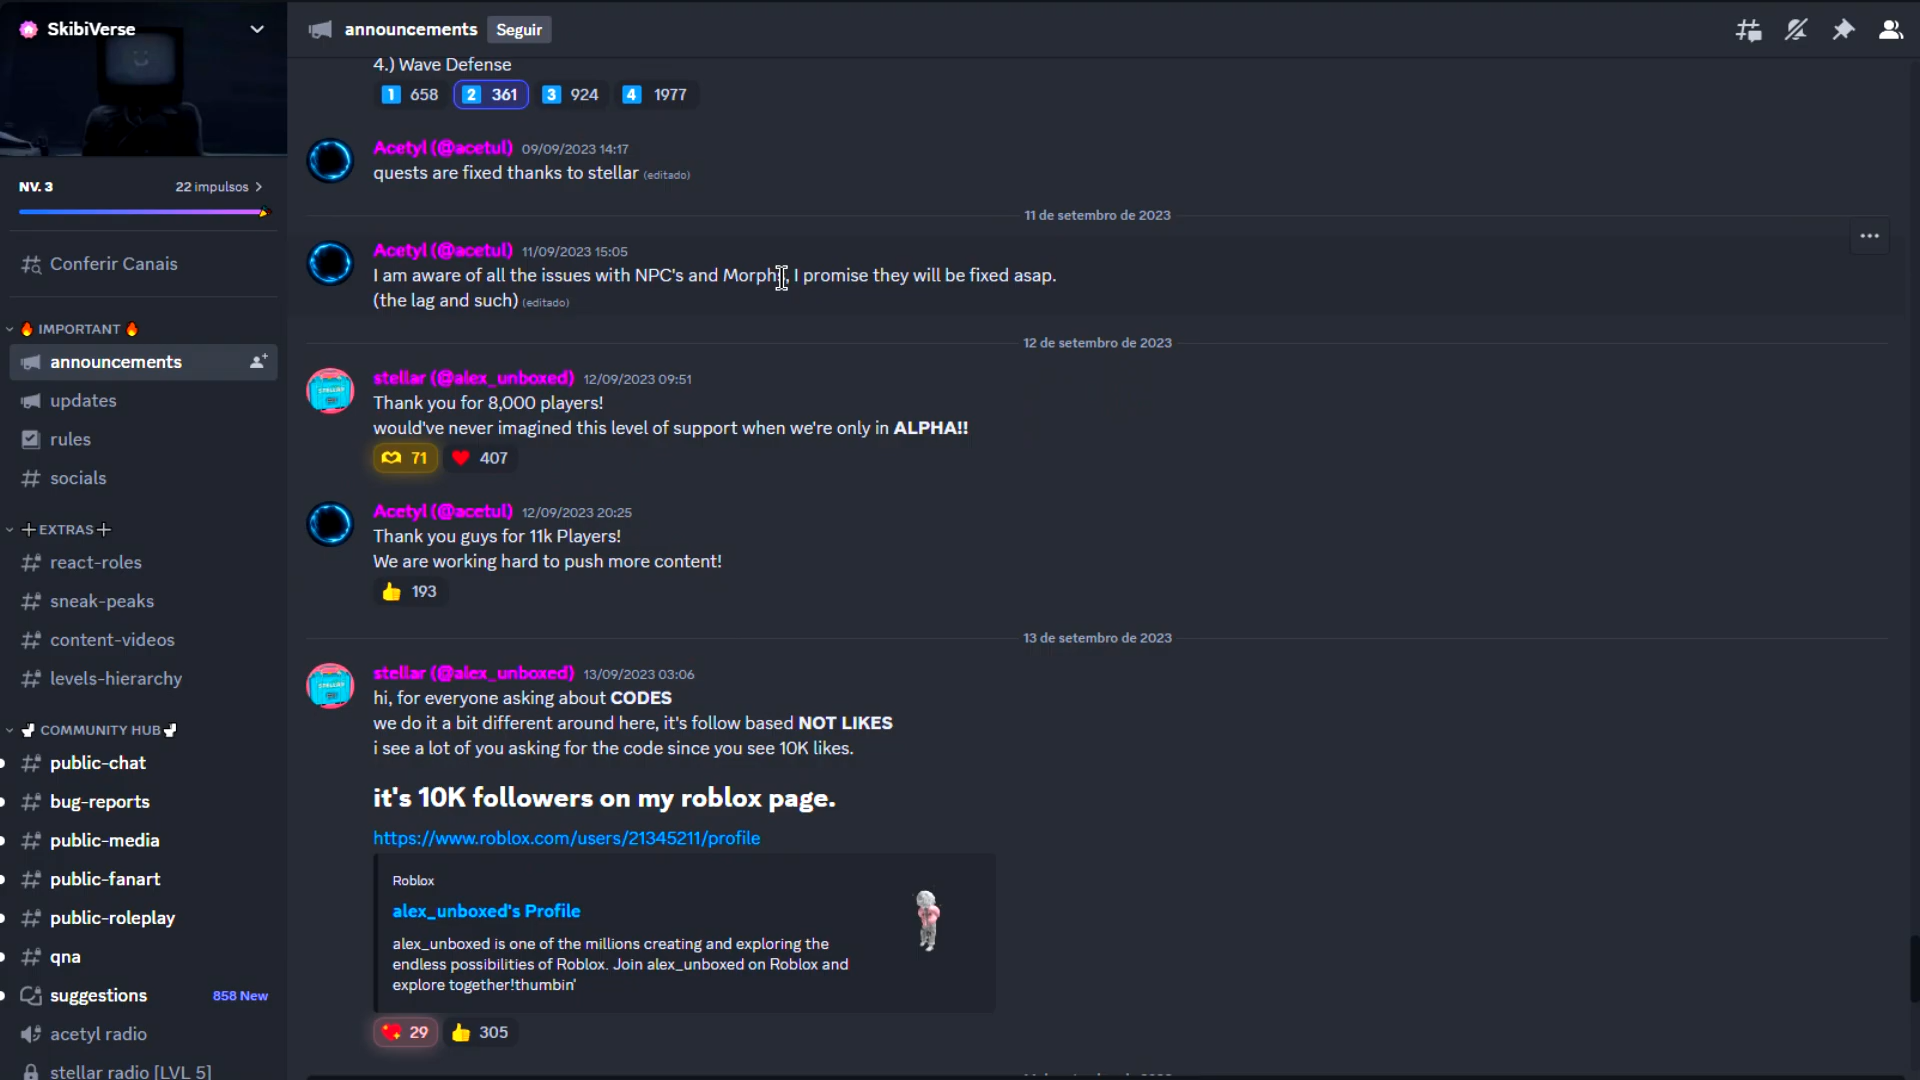 SkibiVerse
NV. 3
22 impulsos
Conferir Canais
IMPORTANT
announcements
updates
rules
socials
EXTRAS
react-roles
sneak-peaks
content-videos
levels-hierarchy
COMMUNITY HUB
public-chat
bug-reports
public-media
public-fanart
public-roleplay
qna
suggestions 858 New
acetyl radio
stellar radio [LVL 5]
announcements Seguir
4.) Wave Defense
1 658 2 361 3 924 4 1977
Acetyl (@acetul) 09/09/2023 14:17
quests are fixed thanks to stellar (editado)
11 de setembro de 2023
Acetyl (@acetul) 11/09/2023 15:05
I am aware of all the issues with NPC's and Morphs, I promise they will be fixed asap.
(the lag and such) (editado)
12 de setembro de 2023
stellar (@alex_unboxed) 12/09/2023 09:51
Thank you for 8,000 players!
would've never imagined this level of support when we're only in ALPHA!!
71 407
Acetyl (@acetul) 12/09/2023 20:25
Thank you guys for 11k Players!
We are working hard to push more content!
193
13 de setembro de 2023
stellar (@alex_unboxed) 13/09/2023 03:06
hi, for everyone asking about CODES
we do it a bit different around here, it's follow based NOT LIKES
i see a lot of you asking for the code since you see 10K likes.
it's 10K followers on my roblox page.
https://www.roblox.com/users/21345211/profile
Roblox
alex_unboxed's Profile
alex_unboxed is one of the millions creating and exploring the
endless possibilities of Roblox. Join alex_unboxed on Roblox and
explore together!thumbin'
29 305